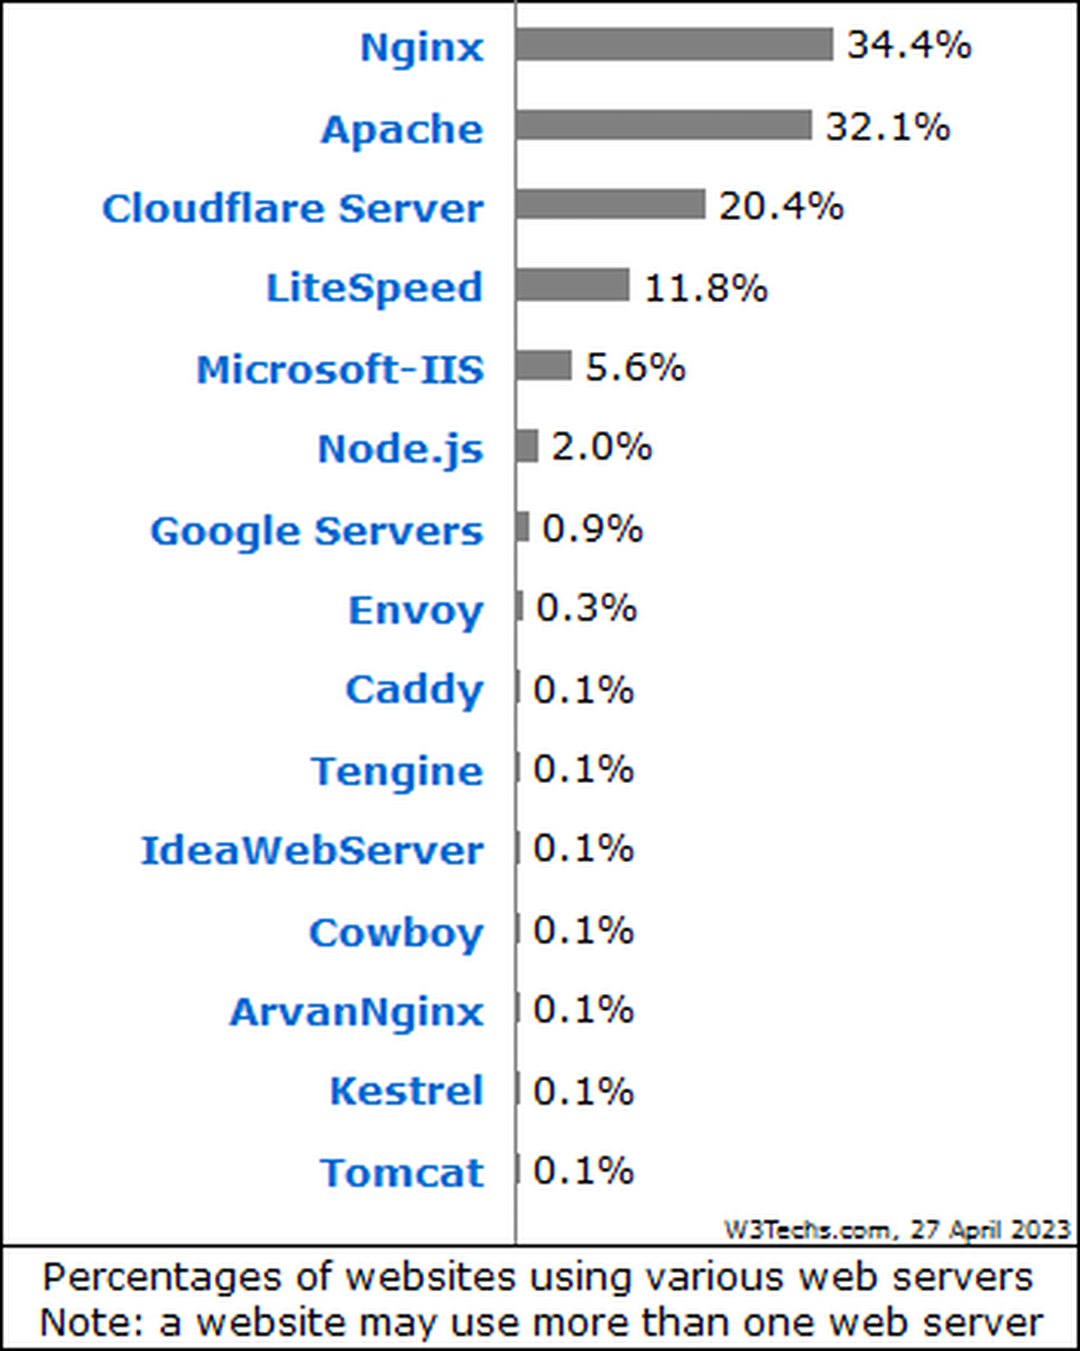 Nginx 34.4%
Apache 32.1%
Cloudflare Server 20.4%
LiteSpeed 11.8%
Microsoft-IIS 5.6%
Node.js 2.0%
Google Servers 0.9%
Envoy 0.3%
Caddy 0.1%
Tengine 0.1%
IdeaWebServer 0.1%
Cowboy 0.1%
ArvanNginx 0.1%
Kestrel 0.1%
Tomcat 0.1%
W3Techs.com, 27 April 2023
Percentages of websites using various web servers
Note: a website may use more than one web server